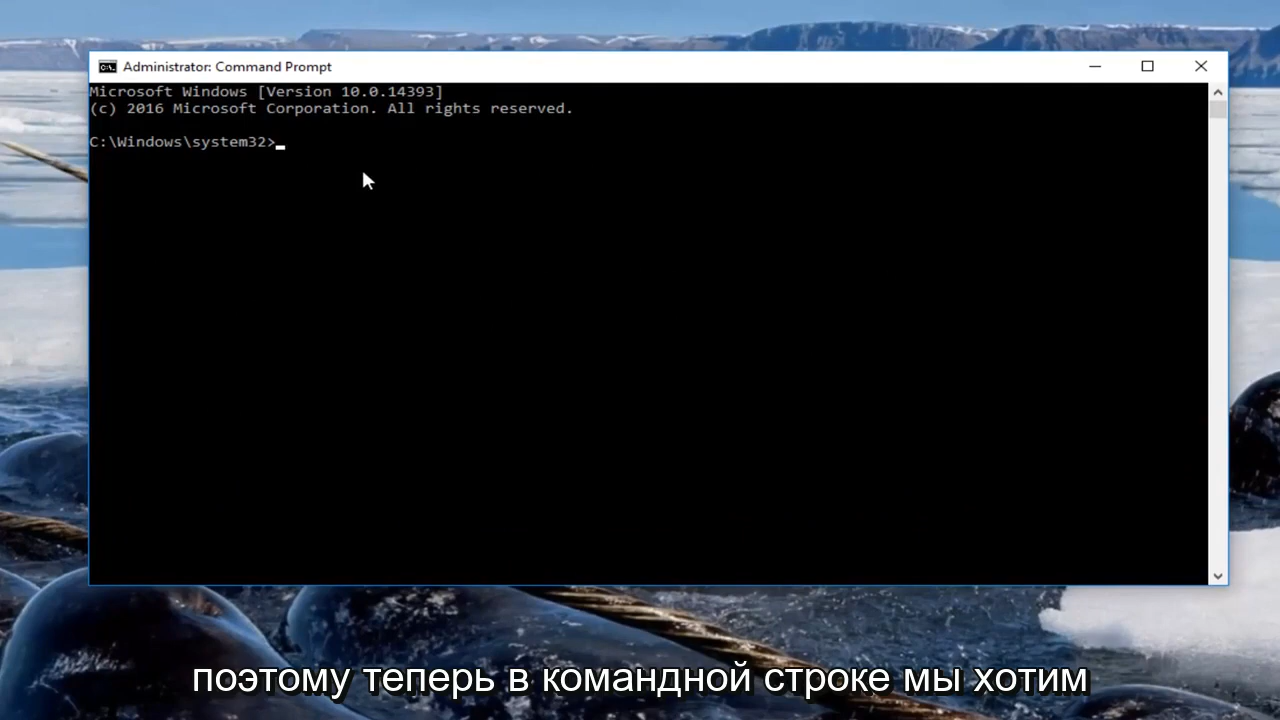 Administrator: Command Prompt
Microsoft Windows [Version 10.0.14393]
(c) 2016 Microsoft Corporation. All rights reserved.
C:\Windows\system32>
поэтому теперь в командной строке мы хотим